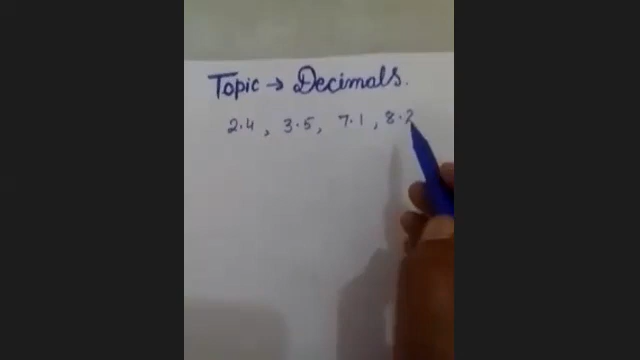 Topic → Decimals.
2.4, 3.5, 7.1, 8.2